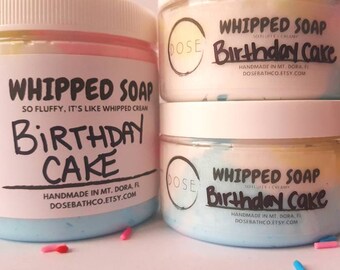 WHIPPED SOAP
SO FLUFFY, IT'S LIKE WHIPPED CREAM
BIRTHDAY
CAKE
HANDMADE IN MT. DORA, FL
DOSEBATHCO.ETSY.COM
DOSE
WHIPPED SOAP
Birthday Cake
HANDMADE IN MT. DORA, FL
DOSEBATHCO.ETSY.COM
DOSE
WHIPPED SOAP
Birthday Cake
HANDMADE IN MT. DORA, FL
DOSEBATHCO.ETSY.COM